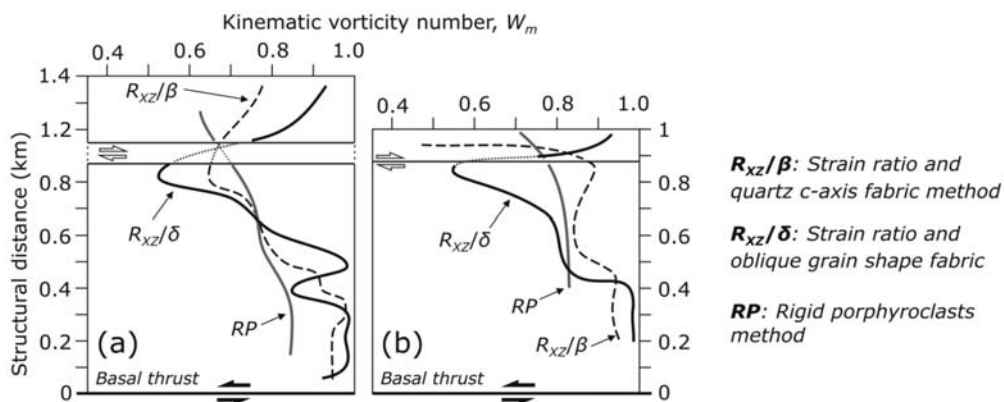 Kinematic vorticity number, Wm
0.4 0.6 0.8 1.0
1.4
1.2
0.8
0.6
0.4
0.2
0
Structural distance (km)
RXZ/β
RXZ/δ
RP
(a)
Basal thrust
0.4 0.6 0.8 1.0
1
0.8
0.6
0.4
0.2
0
RXZ/δ
RP
RXZ/β
(b)
Basal thrust
RXZ/β: Strain ratio and
quartz c-axis fabric method
RXZ/δ: Strain ratio and
oblique grain shape fabric
RP: Rigid porphyroclasts
method